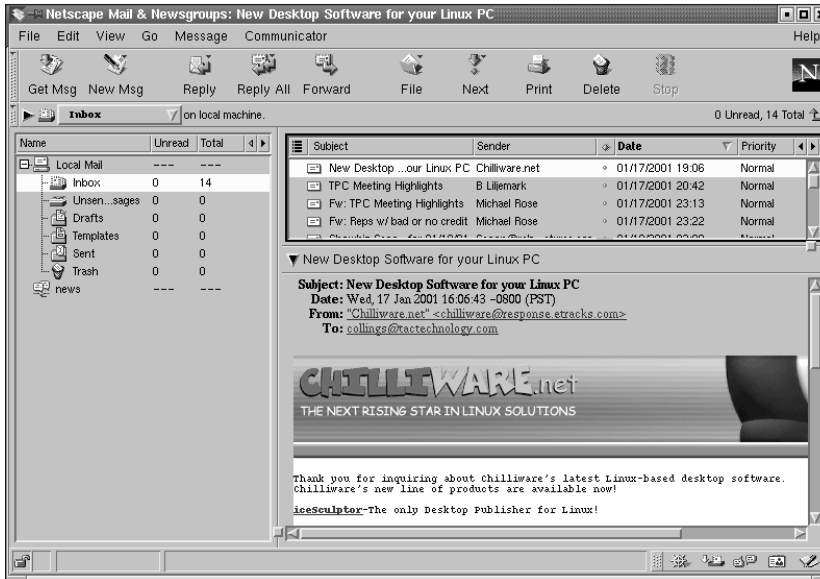 Netscape Mail & Newsgroups: New Desktop Software for your Linux PC
File Edit View Go Message Communicator Help
Get Msg New Msg Reply Reply All Forward File Next Print Delete Stop
N
Inbox on local machine. 0 Unread, 14 Total
Name Unread Total
Local Mail --- ---
Inbox 0 14
Unsen...sages 0 0
Drafts 0 0
Templates 0 0
Sent 0 0
Trash 0 0
news --- ---
Subject Sender Date Priority
New Desktop ...our Linux PC Chilliware.net 01/17/2001 19:06 Normal
TPC Meeting Highlights B Liljemark 01/17/2001 20:42 Normal
Fw: TPC Meeting Highlights Michael Rose 01/17/2001 23:13 Normal
Fw: Reps w/ bad or no credit Michael Rose 01/17/2001 23:22 Normal
New Desktop Software for your Linux PC
Subject: New Desktop Software for your Linux PC
Date: Wed, 17 Jan 2001 16:06:43 -0800 (PST)
From: "Chilliware.net" <chilliware@response.etracks.com>
To: collings@tactechnology.com
CHILLIWARE.net
THE NEXT RISING STAR IN LINUX SOLUTIONS
Thank you for inquiring about Chilliware's latest Linux-based desktop software.
Chilliware's new line of products are available now!
iceSculptor-The only Desktop Publisher for Linux!